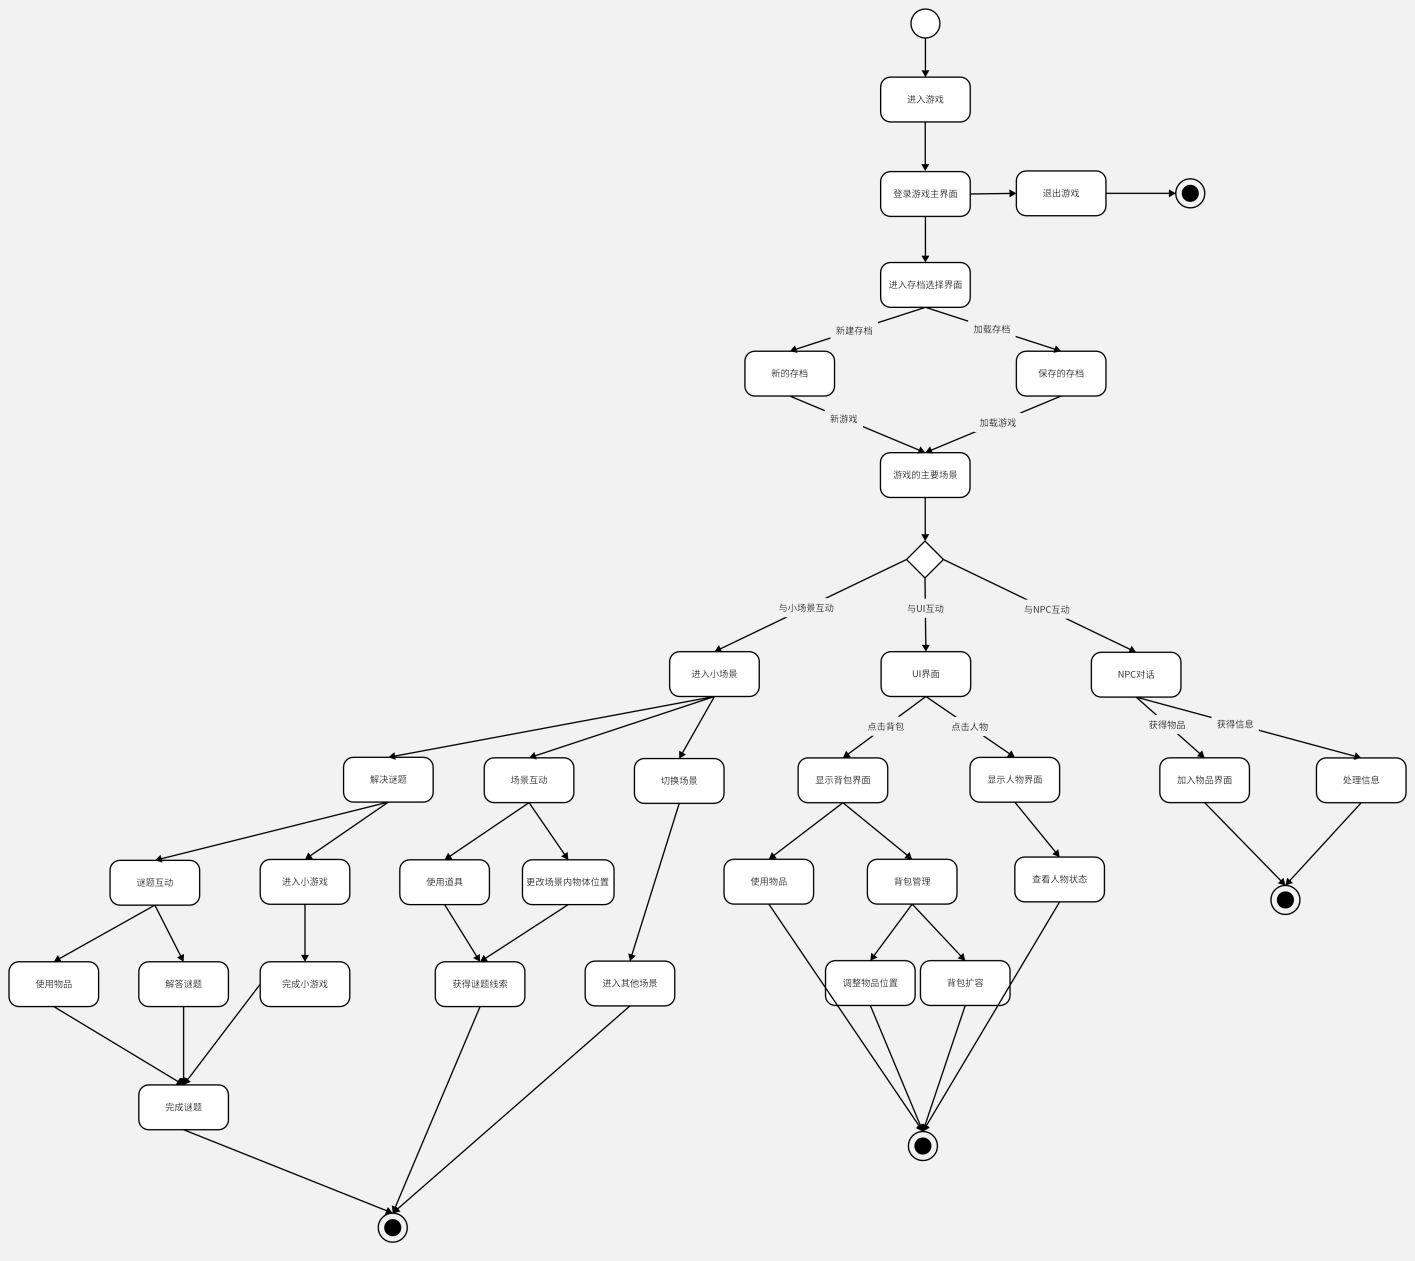 进入游戏
登录游戏主界面
退出游戏
进入存档选择界面
新建存档
加载存档
新的存档
保存的存档
新游戏
加载游戏
游戏的主要场景
与小场景互动
与UI互动
与NPC互动
进入小场景
UI界面
NPC对话
点击背包
点击人物
获得物品
获得信息
解决谜题
场景互动
切换场景
显示背包界面
显示人物界面
加入物品界面
处理信息
谜题互动
进入小游戏
使用道具
更改场景内物体位置
使用物品
背包管理
查看人物状态
使用物品
解答谜题
完成小游戏
获得谜题线索
进入其他场景
调整物品位置
背包扩容
完成谜题